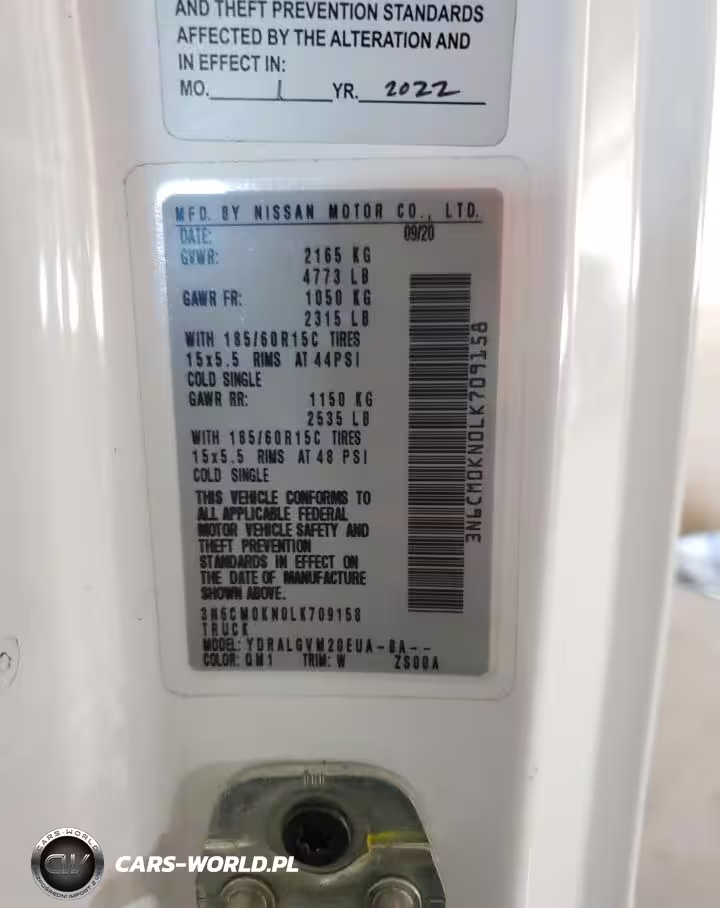 AND THEFT PREVENTION STANDARDS
AFFECTED BY THE ALTERATION AND
IN EFFECT IN:
MO. 1 YR. 2022
MFD. BY NISSAN MOTOR CO., LTD.
DATE: 09/20
GVWR: 2165 KG
4773 LB
GAWR FR: 1050 KG
2315 LB
WITH 185/60R15C TIRES
15x5.5 RIMS AT 44PSI
COLD SINGLE
GAWR RR: 1150 KG
2535 LB
WITH 185/60R15C TIRES
15x5.5 RIMS AT 48 PSI
COLD SINGLE
THIS VEHICLE CONFORMS TO
ALL APPLICABLE FEDERAL
MOTOR VEHICLE SAFETY AND
THEFT PREVENTION
STANDARDS IN EFFECT ON
THE DATE OF MANUFACTURE
SHOWN ABOVE.
3N6CM0KN0LK709158
TRUCK
MODEL: YDRALGVM20EUA-BA--
COLOR: QM1 TRIM: W ZS00A
3N6CM0KN0LK709158
CARS-WORLD
CW
CARS-WORLD.PL